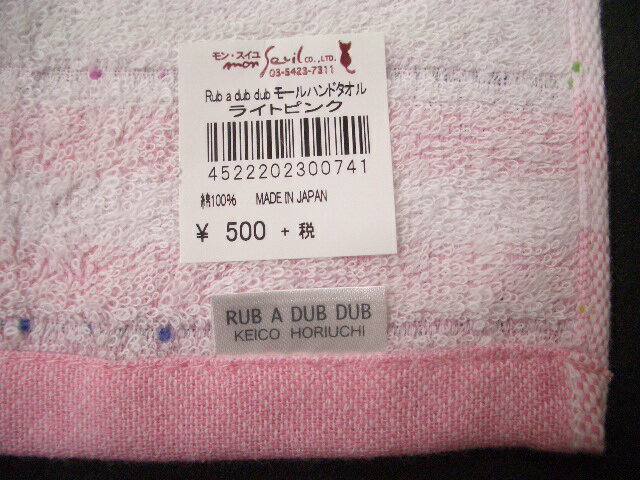 モン・スイユ
mon Seuil CO.,LTD.
03-5423-7311
Rub a dub dub モールハンドタオル
ライトピンク
4522202300741
綿100% MADE IN JAPAN
¥ 500 + 税
RUB A DUB DUB
KEICO HORIUCHI